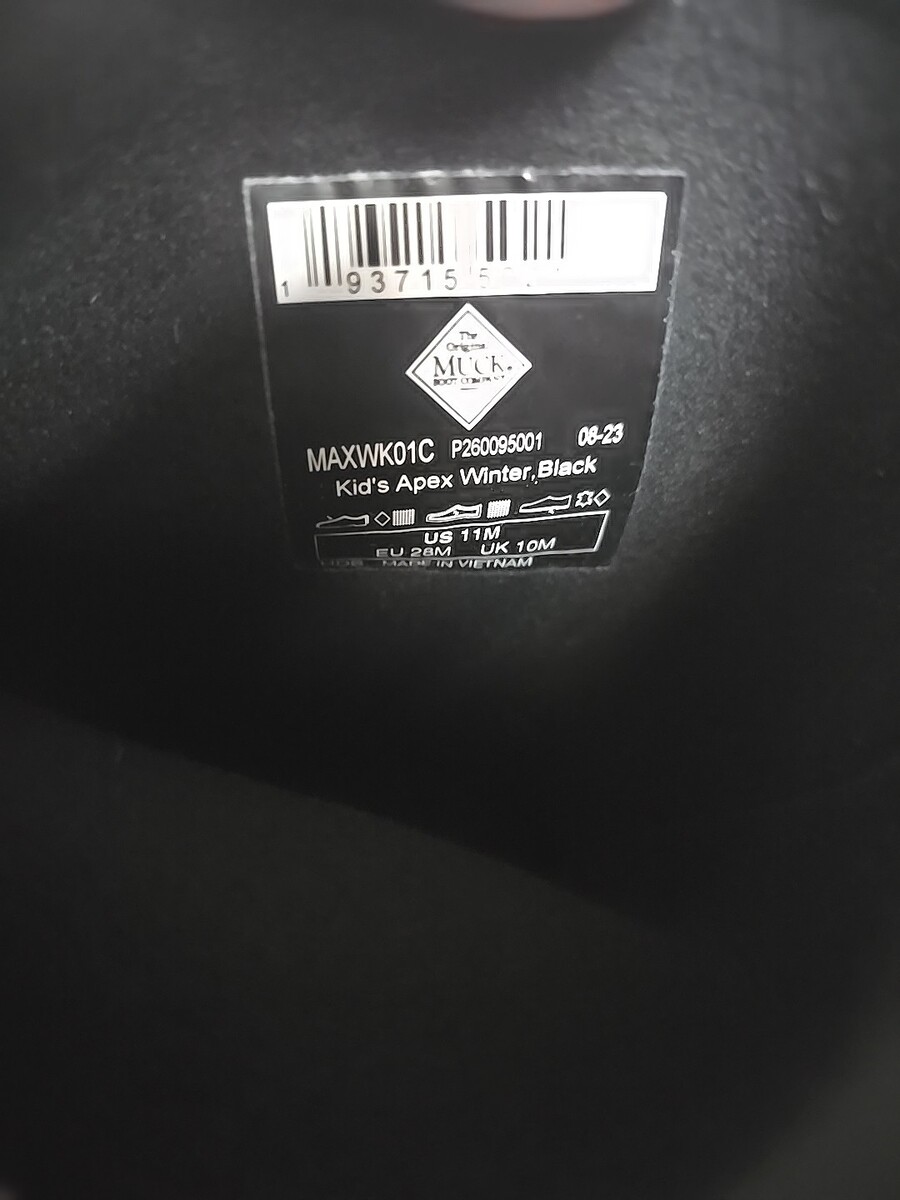 1 93715 5
The
Original
MUCK
BOOT COMPANY
MAXWK01C P260095001 08-23
Kid's Apex Winter,Black
US 11M
EU 28M UK 10M
MADE IN VIETNAM